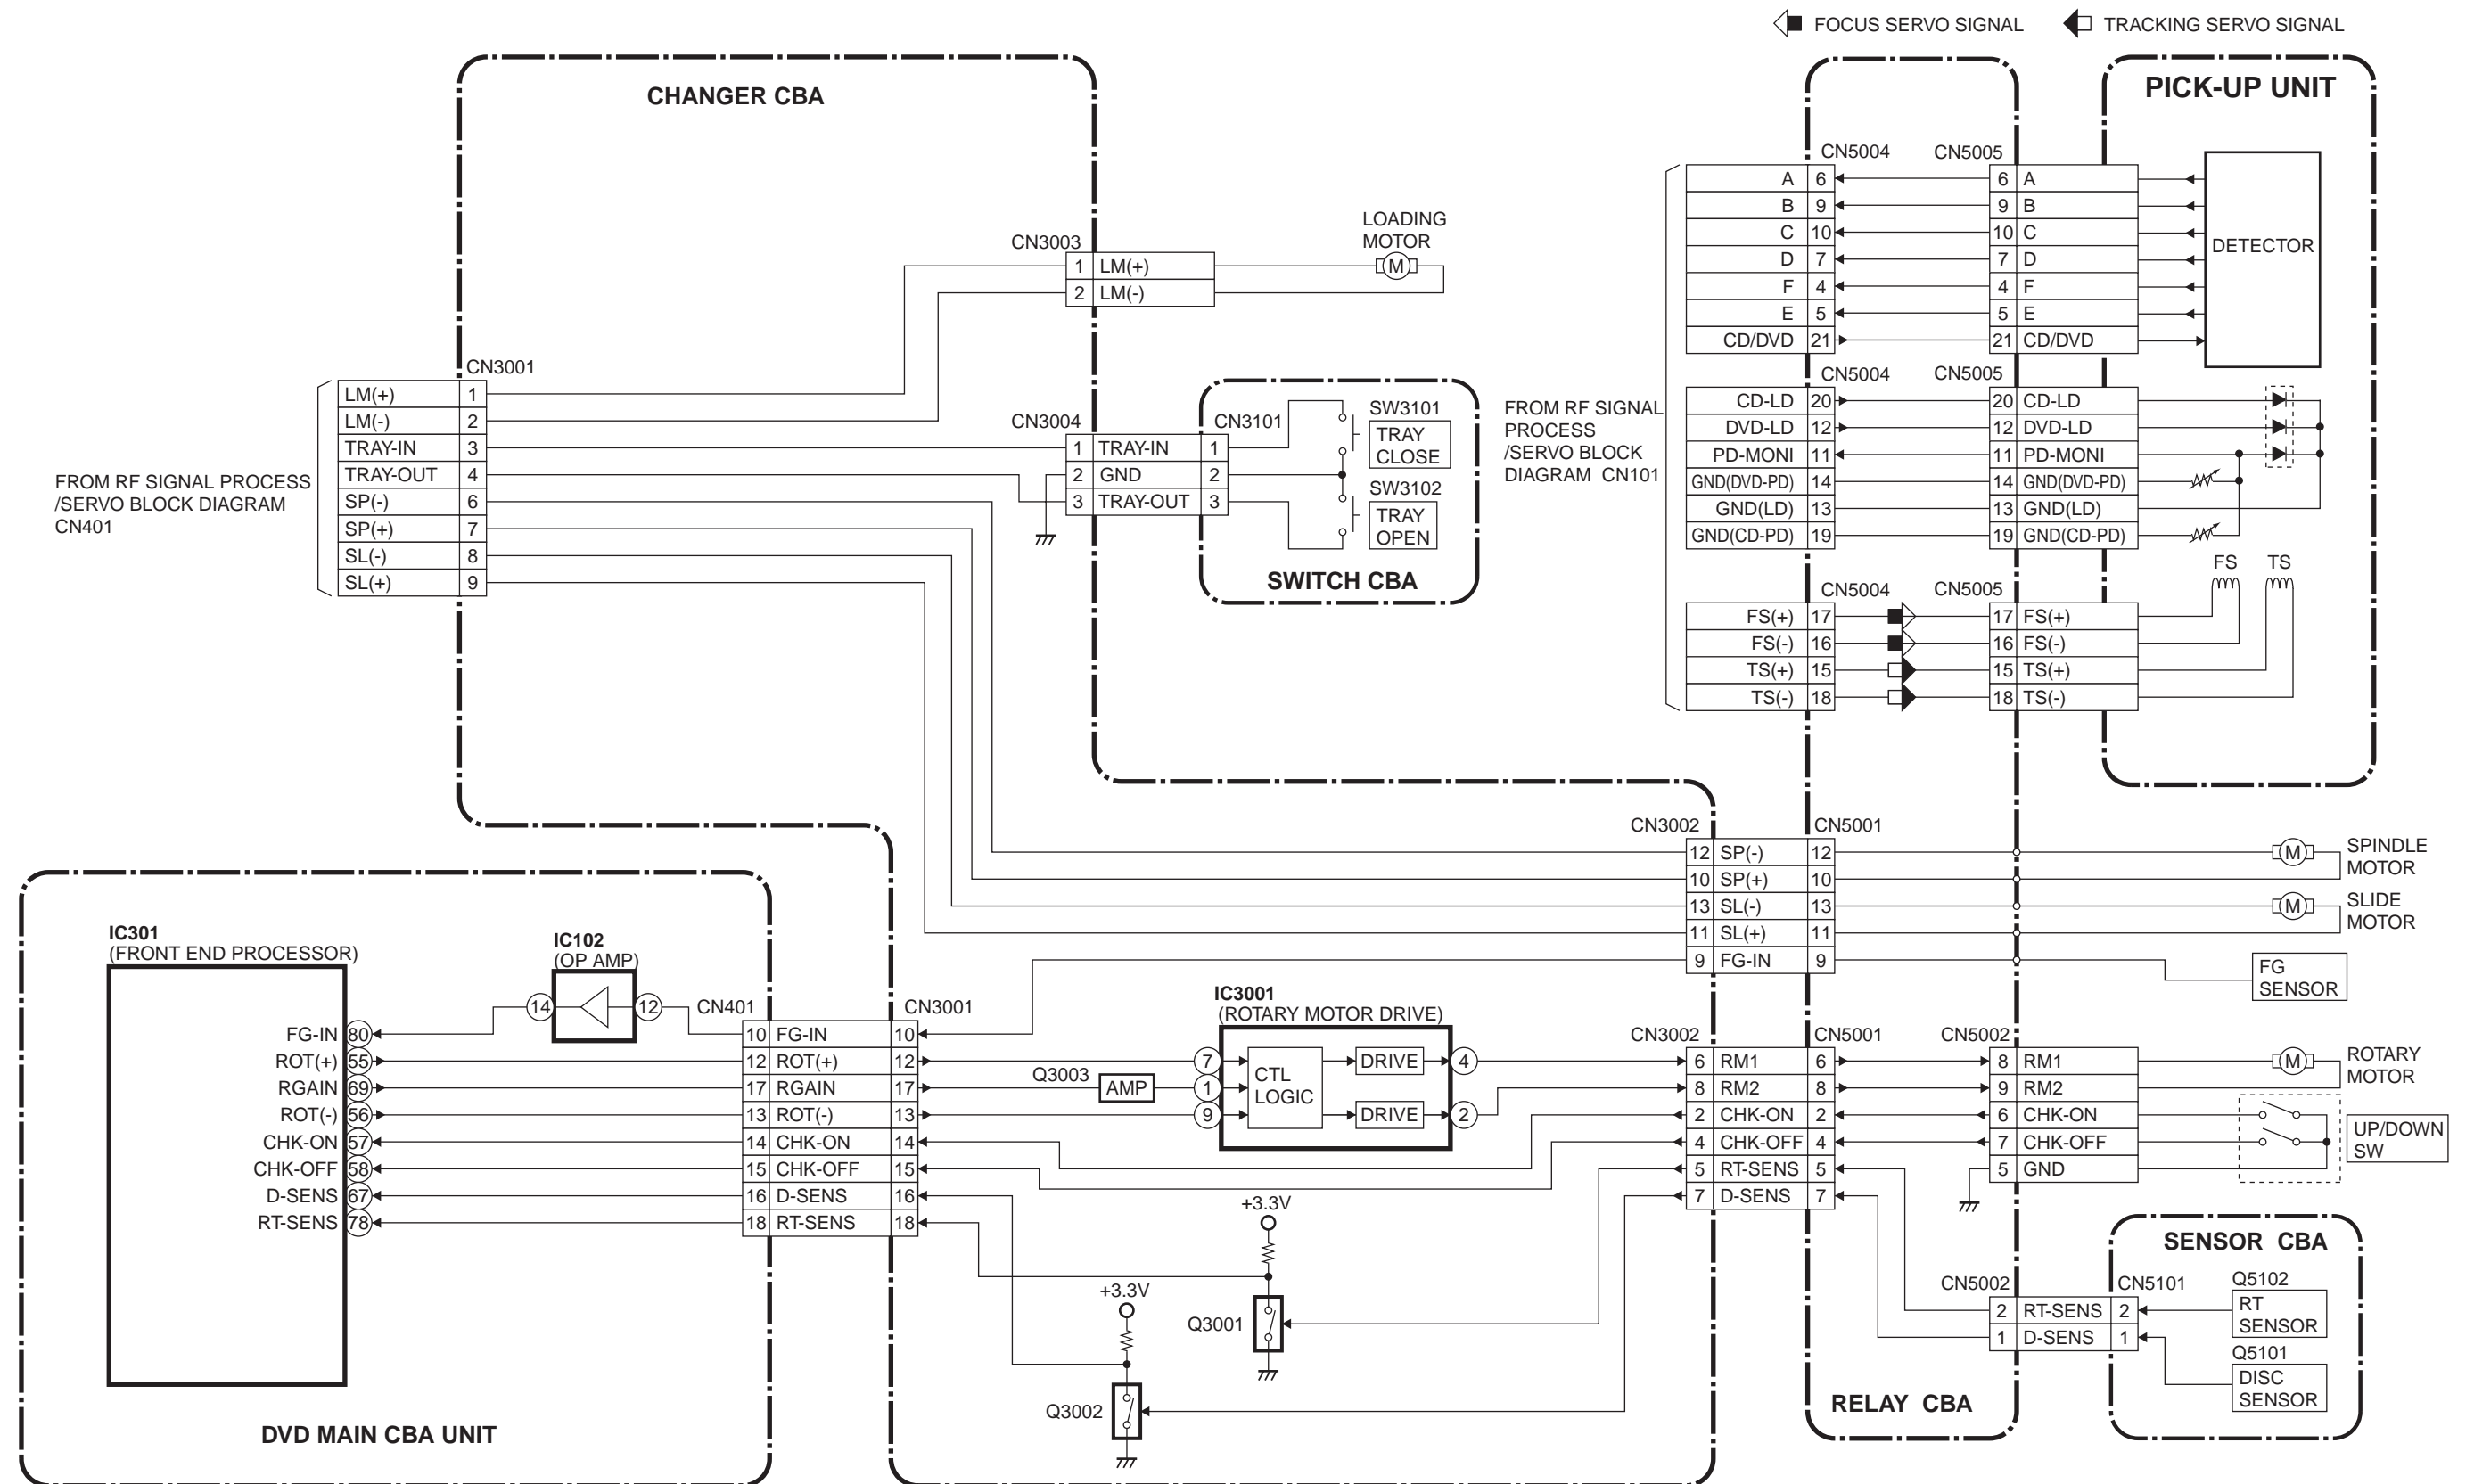 FOCUS SERVO SIGNAL
TRACKING SERVO SIGNAL
CHANGER CBA
PICK-UP UNIT
CN5004
CN5005
A 6
B 9
C 10
D 7
F 4
E 5
CD/DVD 21
6 A
9 B
10 C
7 D
4 F
5 E
21 CD/DVD
DETECTOR
CN3003
1 LM(+)
2 LM(-)
LOADING
MOTOR
CN3001
LM(+) 1
LM(-) 2
TRAY-IN 3
TRAY-OUT 4
SP(-) 6
SP(+) 7
SL(-) 8
SL(+) 9
FROM RF SIGNAL PROCESS
/SERVO BLOCK DIAGRAM
CN401
CN3004
CN3101
1 TRAY-IN 1
2 GND 2
3 TRAY-OUT 3
SW3101
TRAY
CLOSE
SW3102
TRAY
OPEN
SWITCH CBA
FROM RF SIGNAL
PROCESS
/SERVO BLOCK
DIAGRAM CN101
CN5004
CN5005
CD-LD 20
DVD-LD 12
PD-MONI 11
GND(DVD-PD) 14
GND(LD) 13
GND(CD-PD) 19
20 CD-LD
12 DVD-LD
11 PD-MONI
14 GND(DVD-PD)
13 GND(LD)
19 GND(CD-PD)
FS
TS
CN5004
CN5005
FS(+) 17
FS(-) 16
TS(+) 15
TS(-) 18
17 FS(+)
16 FS(-)
15 TS(+)
18 TS(-)
CN3002
CN5001
12 SP(-) 12
10 SP(+) 10
13 SL(-) 13
11 SL(+) 11
9 FG-IN 9
M
SPINDLE
MOTOR
M
SLIDE
MOTOR
FG
SENSOR
IC301
(FRONT END PROCESSOR)
FG-IN 80
ROT(+) 55
RGAIN 69
ROT(-) 56
CHK-ON 57
CHK-OFF 58
D-SENS 67
RT-SENS 78
IC102
(OP AMP)
14
12
CN401
CN3001
10 FG-IN 10
12 ROT(+) 12
17 RGAIN 17
13 ROT(-) 13
14 CHK-ON 14
15 CHK-OFF 15
16 D-SENS 16
18 RT-SENS 18
Q3003
AMP
IC3001
(ROTARY MOTOR DRIVE)
7
1
9
CTL
LOGIC
DRIVE
DRIVE
4
2
CN3002
CN5001
6 RM1 6
8 RM2 8
2 CHK-ON 2
4 CHK-OFF 4
5 RT-SENS 5
7 D-SENS 7
CN5002
8 RM1
9 RM2
6 CHK-ON
7 CHK-OFF
5 GND
M
ROTARY
MOTOR
UP/DOWN
SW
+3.3V
Q3001
+3.3V
Q3002
SENSOR CBA
CN5002
CN5101
2 RT-SENS 2
1 D-SENS 1
Q5102
RT
SENSOR
Q5101
DISC
SENSOR
RELAY CBA
DVD MAIN CBA UNIT
M